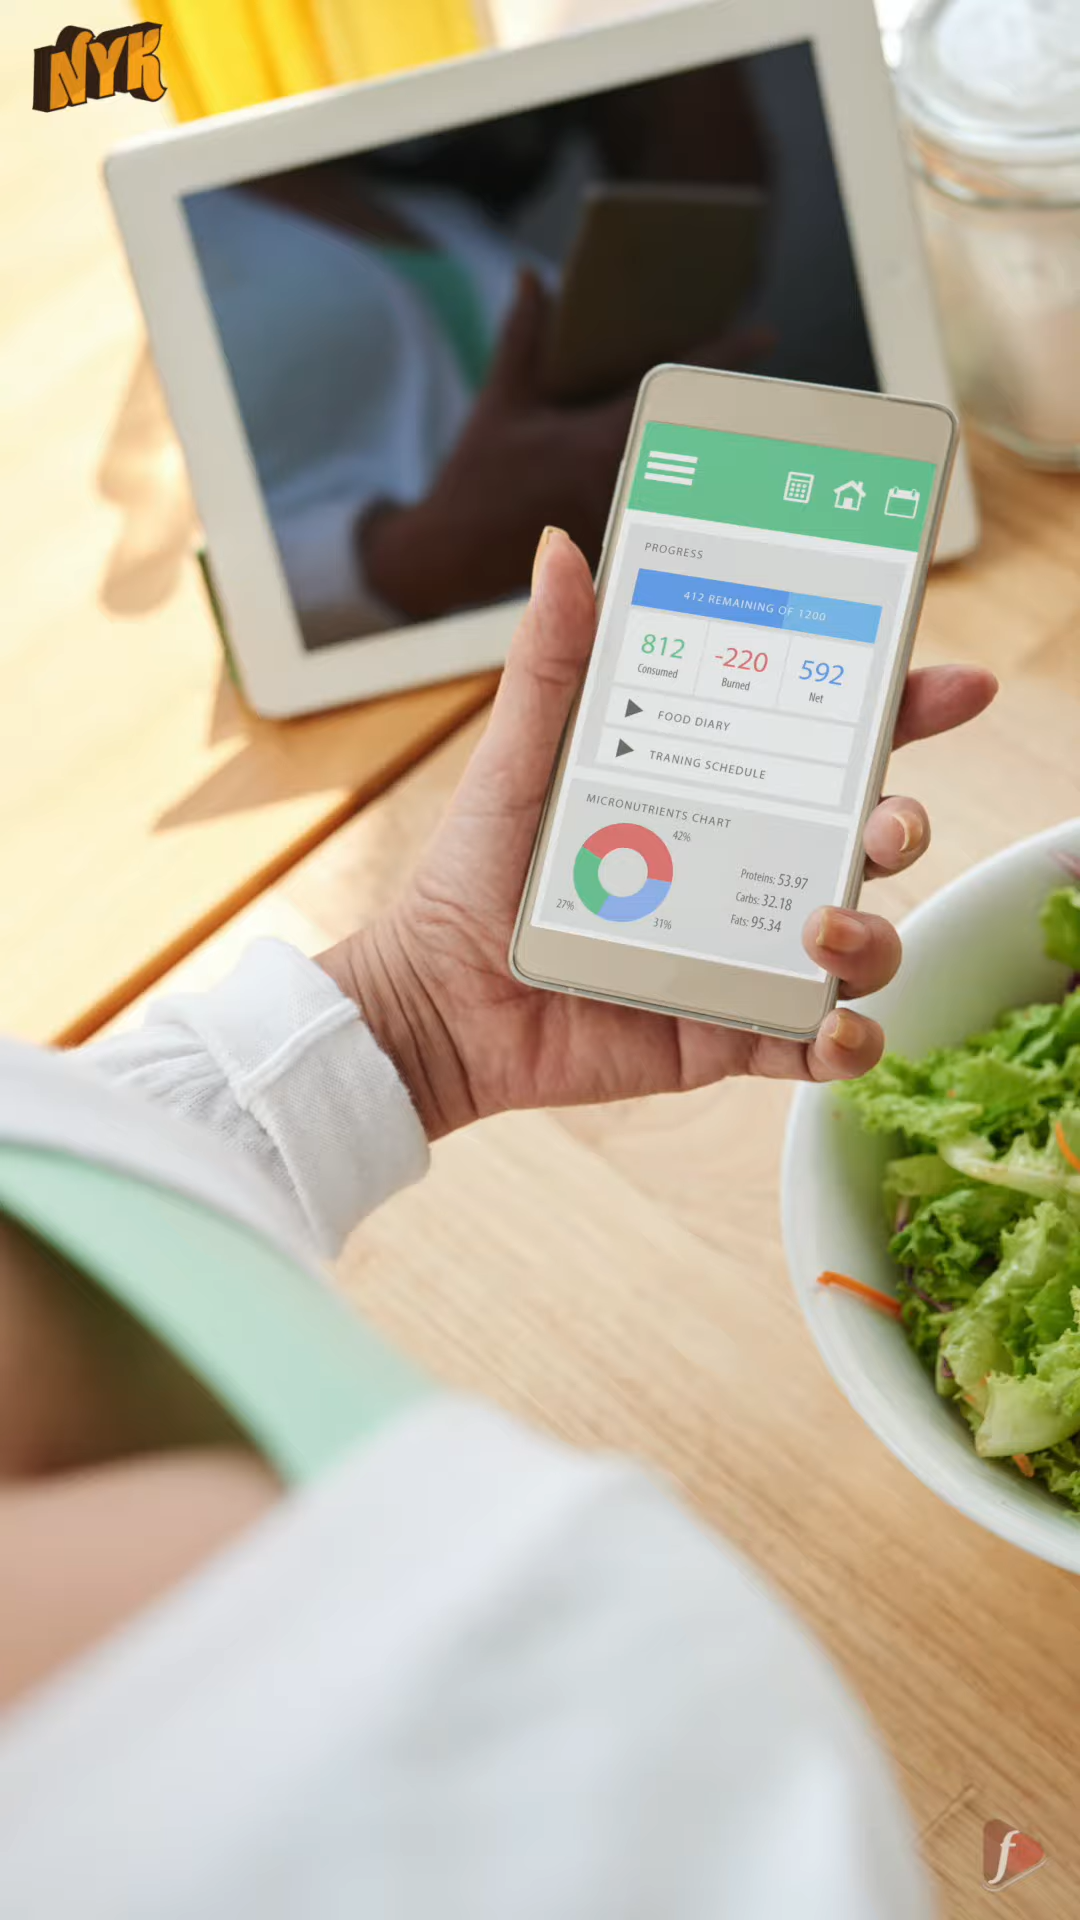 NYK
PROGRESS
412 REMAINING OF 1200
812 -220 592
Consumed Burned Net
FOOD DIARY
TRANING SCHEDULE
MICRONUTRIENTS CHART
42%
Proteins: 53.97
Carbs: 32.18
Fats: 95.34
27%
31%
f